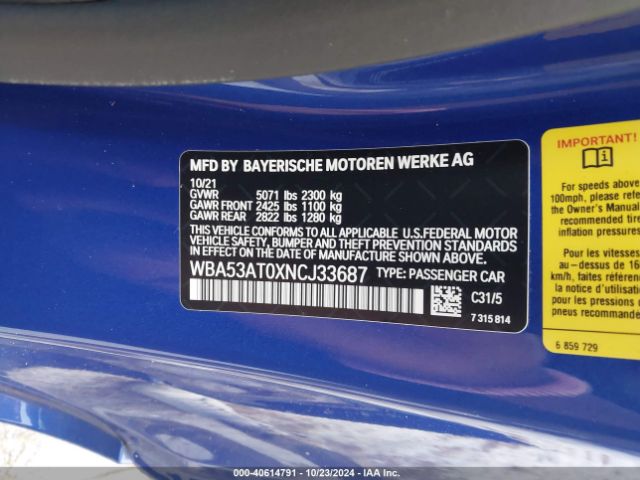 MFD BY BAYERISCHE MOTOREN WERKE AG
10/21
GVWR 5071 lbs 2300 kg
GAWR FRONT 2425 lbs 1100 kg
GAWR REAR 2822 lbs 1280 kg
THIS VEHICLE CONFORMS TO ALL APPLICABLE U.S.FEDERAL MOTOR
VEHICLE SAFETY, BUMPER, AND THEFT PREVENTION STANDARDS
IN EFFECT ON THE DATE OF MANUFACTURE SHOWN ABOVE.
WBA53AT0XNCJ33687 TYPE: PASSENGER CAR
C31/5
7 315 814
IMPORTANT!
For speeds above
100mph, please refe
the Owner's Manua
recommended tire
inflation pressures
Pour les vitesses
au-dessus de 16
km/h, faites référence
la notice d'utilisation
pour les pressions
pneus recommandé
6 859 729
000-40614791 - 10/23/2024 - IAA Inc.